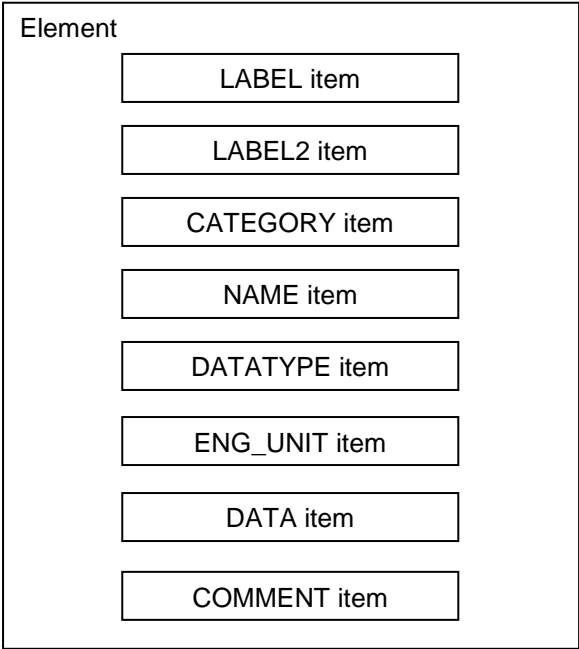 Element
LABEL item
LABEL2 item
CATEGORY item
NAME item
DATATYPE item
ENG_UNIT item
DATA item
COMMENT item